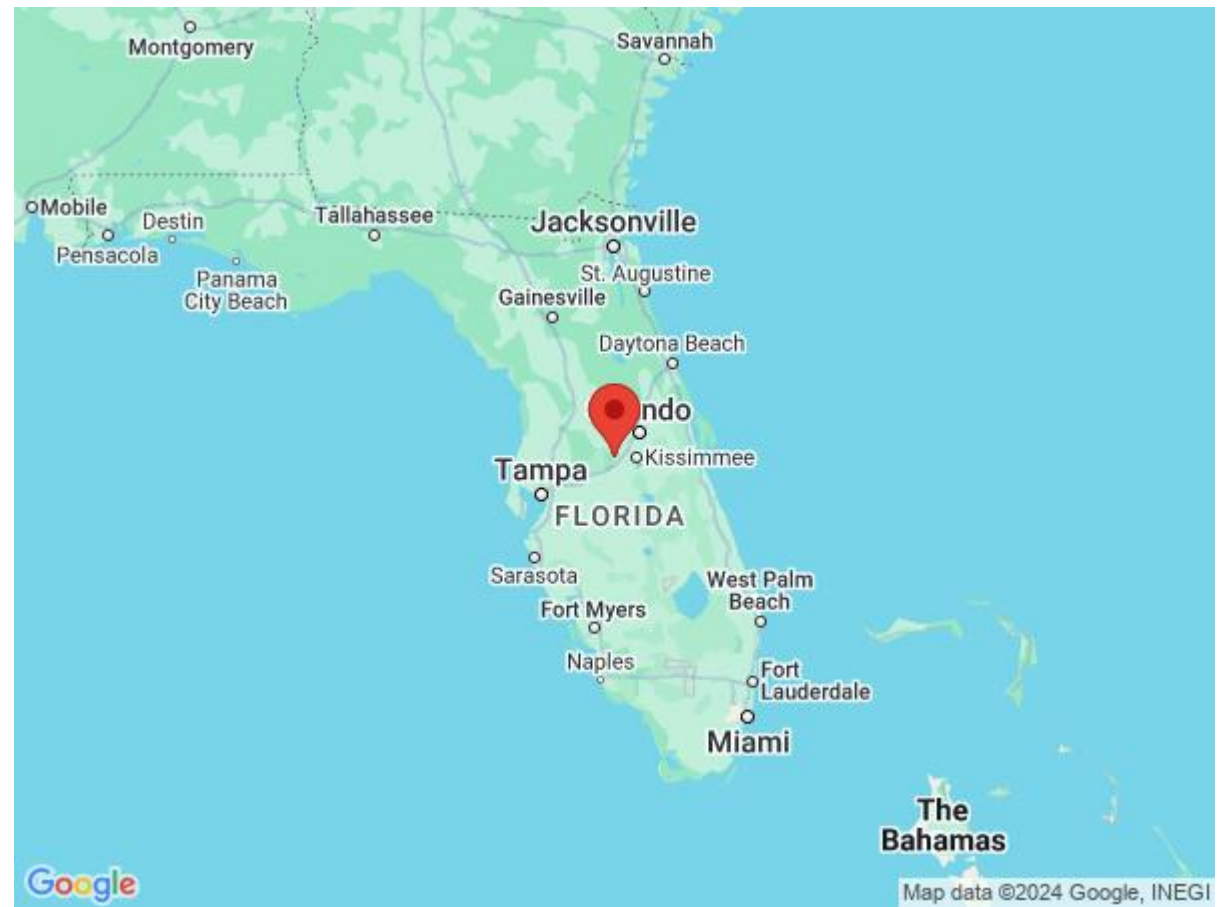 Montgomery
Savannah
Mobile
Destin
Tallahassee
Jacksonville
Pensacola
St. Augustine
Panama
City Beach
Gainesville
Daytona Beach
ndo
Kissimmee
Tampa
FLORIDA
Sarasota
West Palm
Beach
Fort Myers
Naples
Fort
Lauderdale
Miami
The
Bahamas
Google
Map data ©2024 Google, INEGI